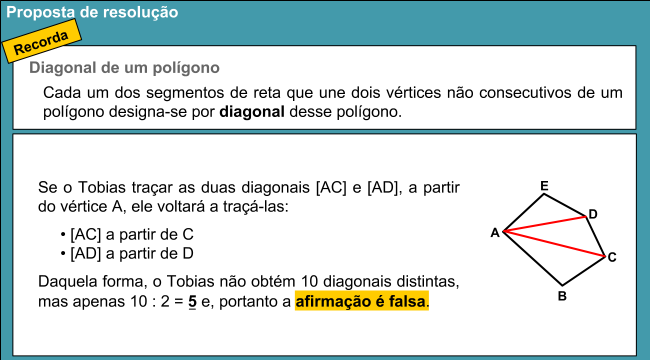 Proposta de resolução
Recorda
Diagonal de um polígono
Cada um dos segmentos de reta que une dois vértices não consecutivos de um
polígono designa-se por diagonal desse polígono.
Se o Tobias traçar as duas diagonais [AC] e [AD], a partir
do vértice A, ele voltará a traçá-las:
• [AC] a partir de C
• [AD] a partir de D
Daquela forma, o Tobias não obtém 10 diagonais distintas,
mas apenas 10 : 2 = 5 e, portanto a afirmação é falsa.
E
D
A
C
B